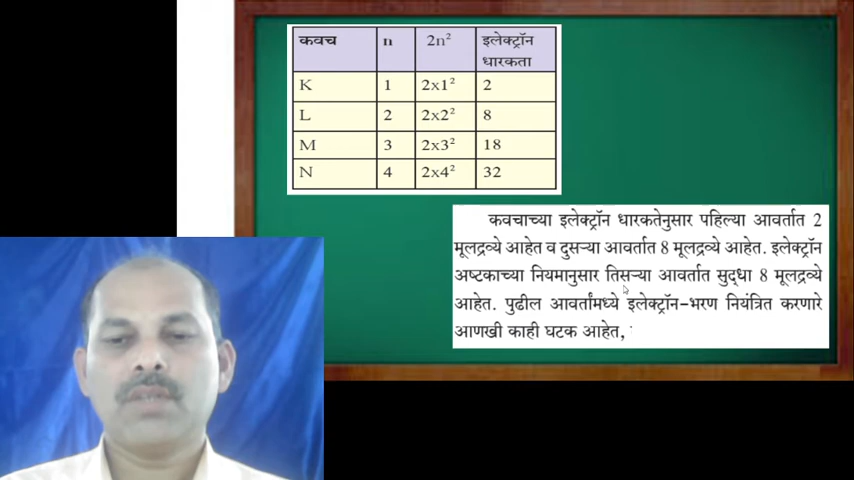 कवच n 2n² इलेक्ट्रॉन धारकता
K 1 2x1² 2
L 2 2x2² 8
M 3 2x3² 18
N 4 2x4² 32
कवचाच्या इलेक्ट्रॉन धारकतेनुसार पहिल्या आवर्तात 2
मूलद्रव्ये आहेत व दुसऱ्या आवर्तात 8 मूलद्रव्ये आहेत. इलेक्ट्रॉन
अष्टकाच्या नियमानुसार तिसऱ्या आवर्तात सुद्धा 8 मूलद्रव्ये
आहेत. पुढील आवर्तांमध्ये इलेक्ट्रॉन-भरण नियंत्रित करणारे
आणखी काही घटक आहेत,